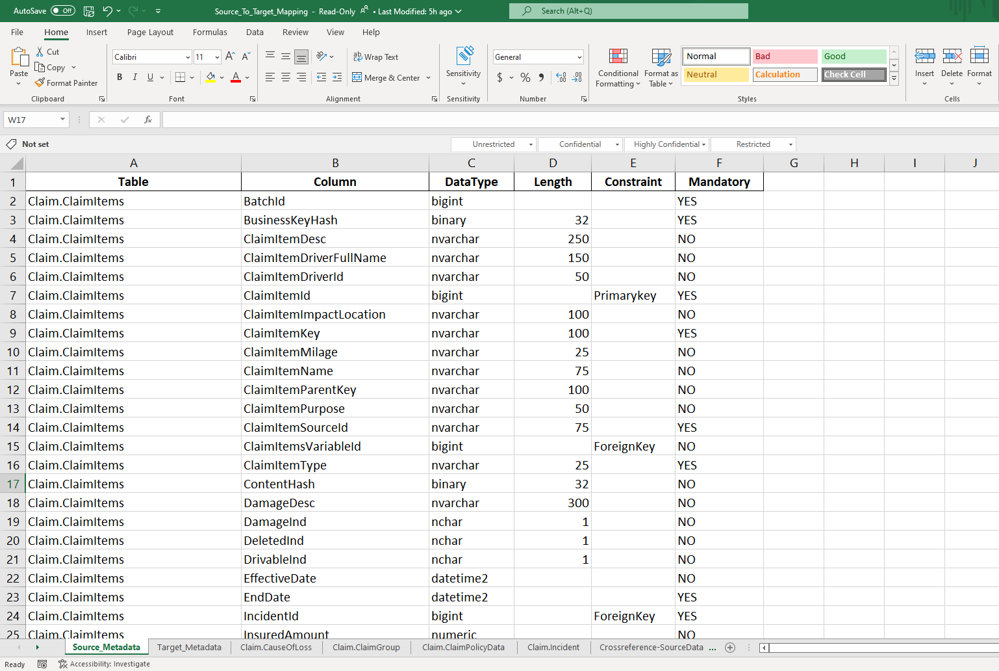 AutoSave Off Source_To_Target_Mapping - Read-Only • Last Modified: 5h ago Search (Alt+Q)
File Home Insert Page Layout Formulas Data Review View Help
Paste Cut Copy Format Painter
Clipboard
Calibri 11
B I U A
Font
ab Wrap Text
Merge & Center
Alignment
Sensitivity
Sensitivity
General
$ % 9 .00 .00
Number
Conditional Formatting Format as Table
Normal Bad Good
Neutral Calculation Check Cell
Styles
Insert Delete Format
Cells
W17 fx
Not set Unrestricted Confidential Highly Confidential Restricted
A B C D E F G H I J
1 Table Column DataType Length Constraint Mandatory
2 Claim.ClaimItems BatchId bigint YES
3 Claim.ClaimItems BusinessKeyHash binary 32 YES
4 Claim.ClaimItems ClaimItemDesc nvarchar 250 NO
5 Claim.ClaimItems ClaimItemDriverFullName nvarchar 150 NO
6 Claim.ClaimItems ClaimItemDriverId nvarchar 50 NO
7 Claim.ClaimItems ClaimItemId bigint Primarykey YES
8 Claim.ClaimItems ClaimItemImpactLocation nvarchar 100 NO
9 Claim.ClaimItems ClaimItemKey nvarchar 100 YES
10 Claim.ClaimItems ClaimItemMilage nvarchar 25 NO
11 Claim.ClaimItems ClaimItemName nvarchar 75 NO
12 Claim.ClaimItems ClaimItemParentKey nvarchar 100 NO
13 Claim.ClaimItems ClaimItemPurpose nvarchar 50 NO
14 Claim.ClaimItems ClaimItemSourceId nvarchar 75 YES
15 Claim.ClaimItems ClaimItemsVariableId bigint ForeignKey NO
16 Claim.ClaimItems ClaimItemType nvarchar 25 YES
17 Claim.ClaimItems ContentHash binary 32 NO
18 Claim.ClaimItems DamageDesc nvarchar 300 NO
19 Claim.ClaimItems DamageInd nchar 1 NO
20 Claim.ClaimItems DeletedInd nchar 1 NO
21 Claim.ClaimItems DrivableInd nchar 1 NO
22 Claim.ClaimItems EffectiveDate datetime2 NO
23 Claim.ClaimItems EndDate datetime2 YES
24 Claim.ClaimItems IncidentId bigint ForeignKey YES
25 Claim.ClaimItems InsuredAmount numeric NO
Source_Metadata Target_Metadata Claim.CauseOfLoss Claim.ClaimGroup Claim.ClaimPolicyData Claim.Incident Crossreference-SourceData ...
Ready Accessibility: Investigate